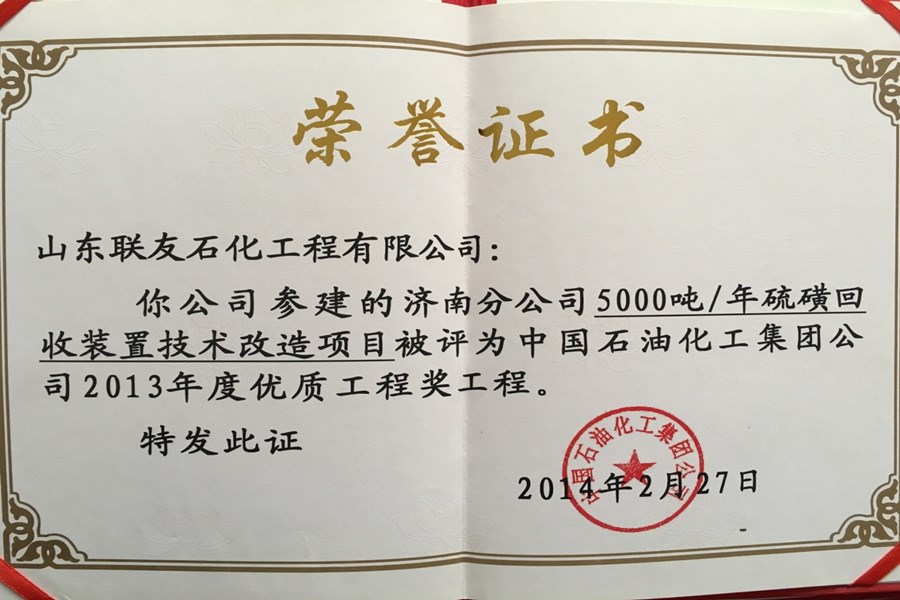 荣誉证书
山东联友石化工程有限公司：
你公司参建的济南分公司5000吨/年硫磺回
收装置技术改造项目被评为中国石油化工集团公
司2013年度优质工程奖工程。
特发此证
中国石油化工集团公司
2014年2月27日